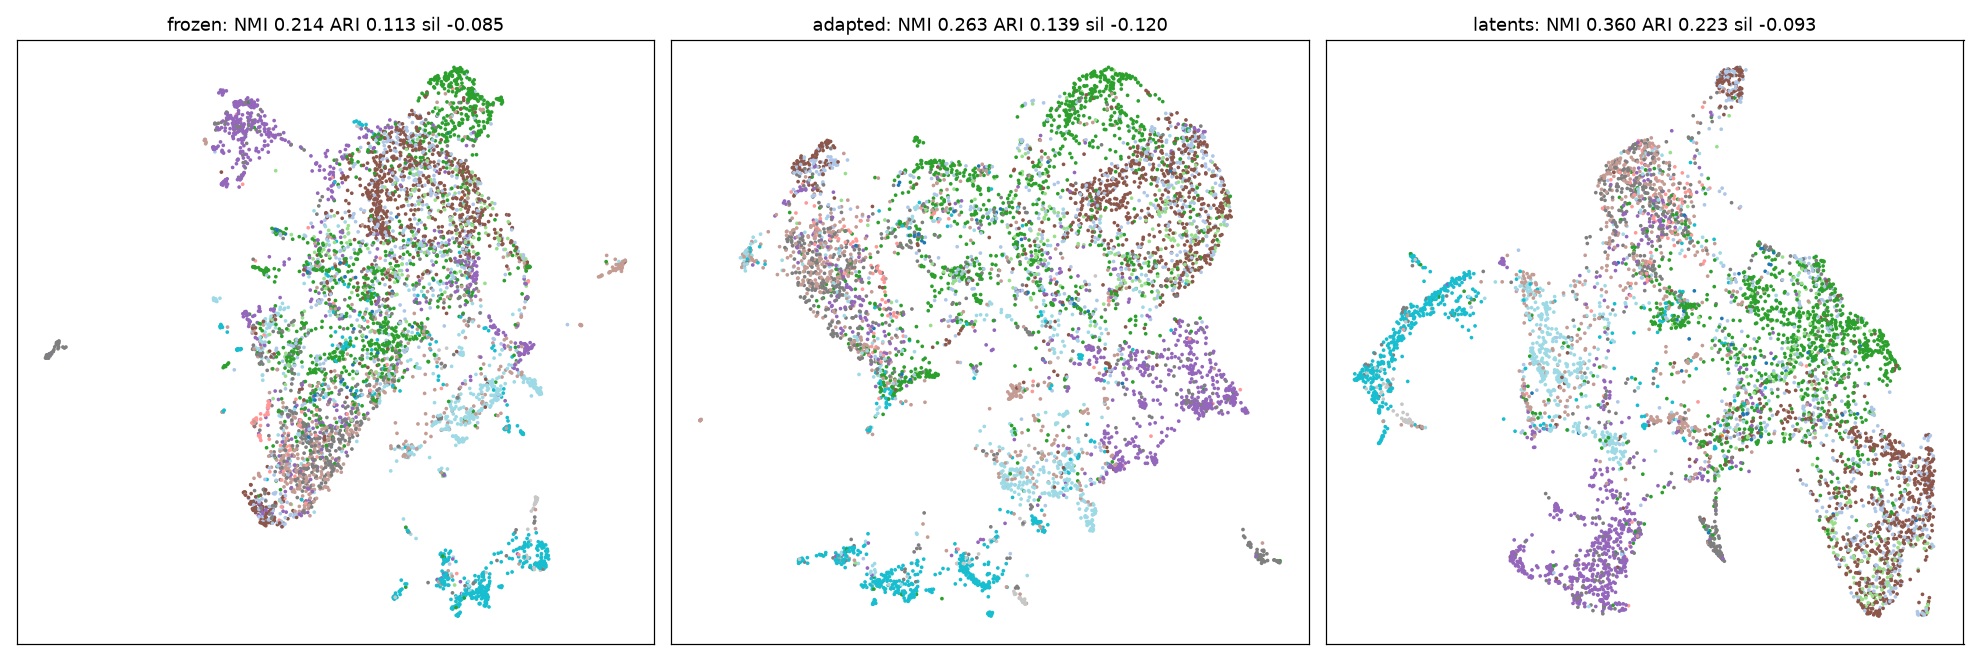 frozen: NMI 0.214 ARI 0.113 sil -0.085
adapted: NMI 0.263 ARI 0.139 sil -0.120
latents: NMI 0.360 ARI 0.223 sil -0.093